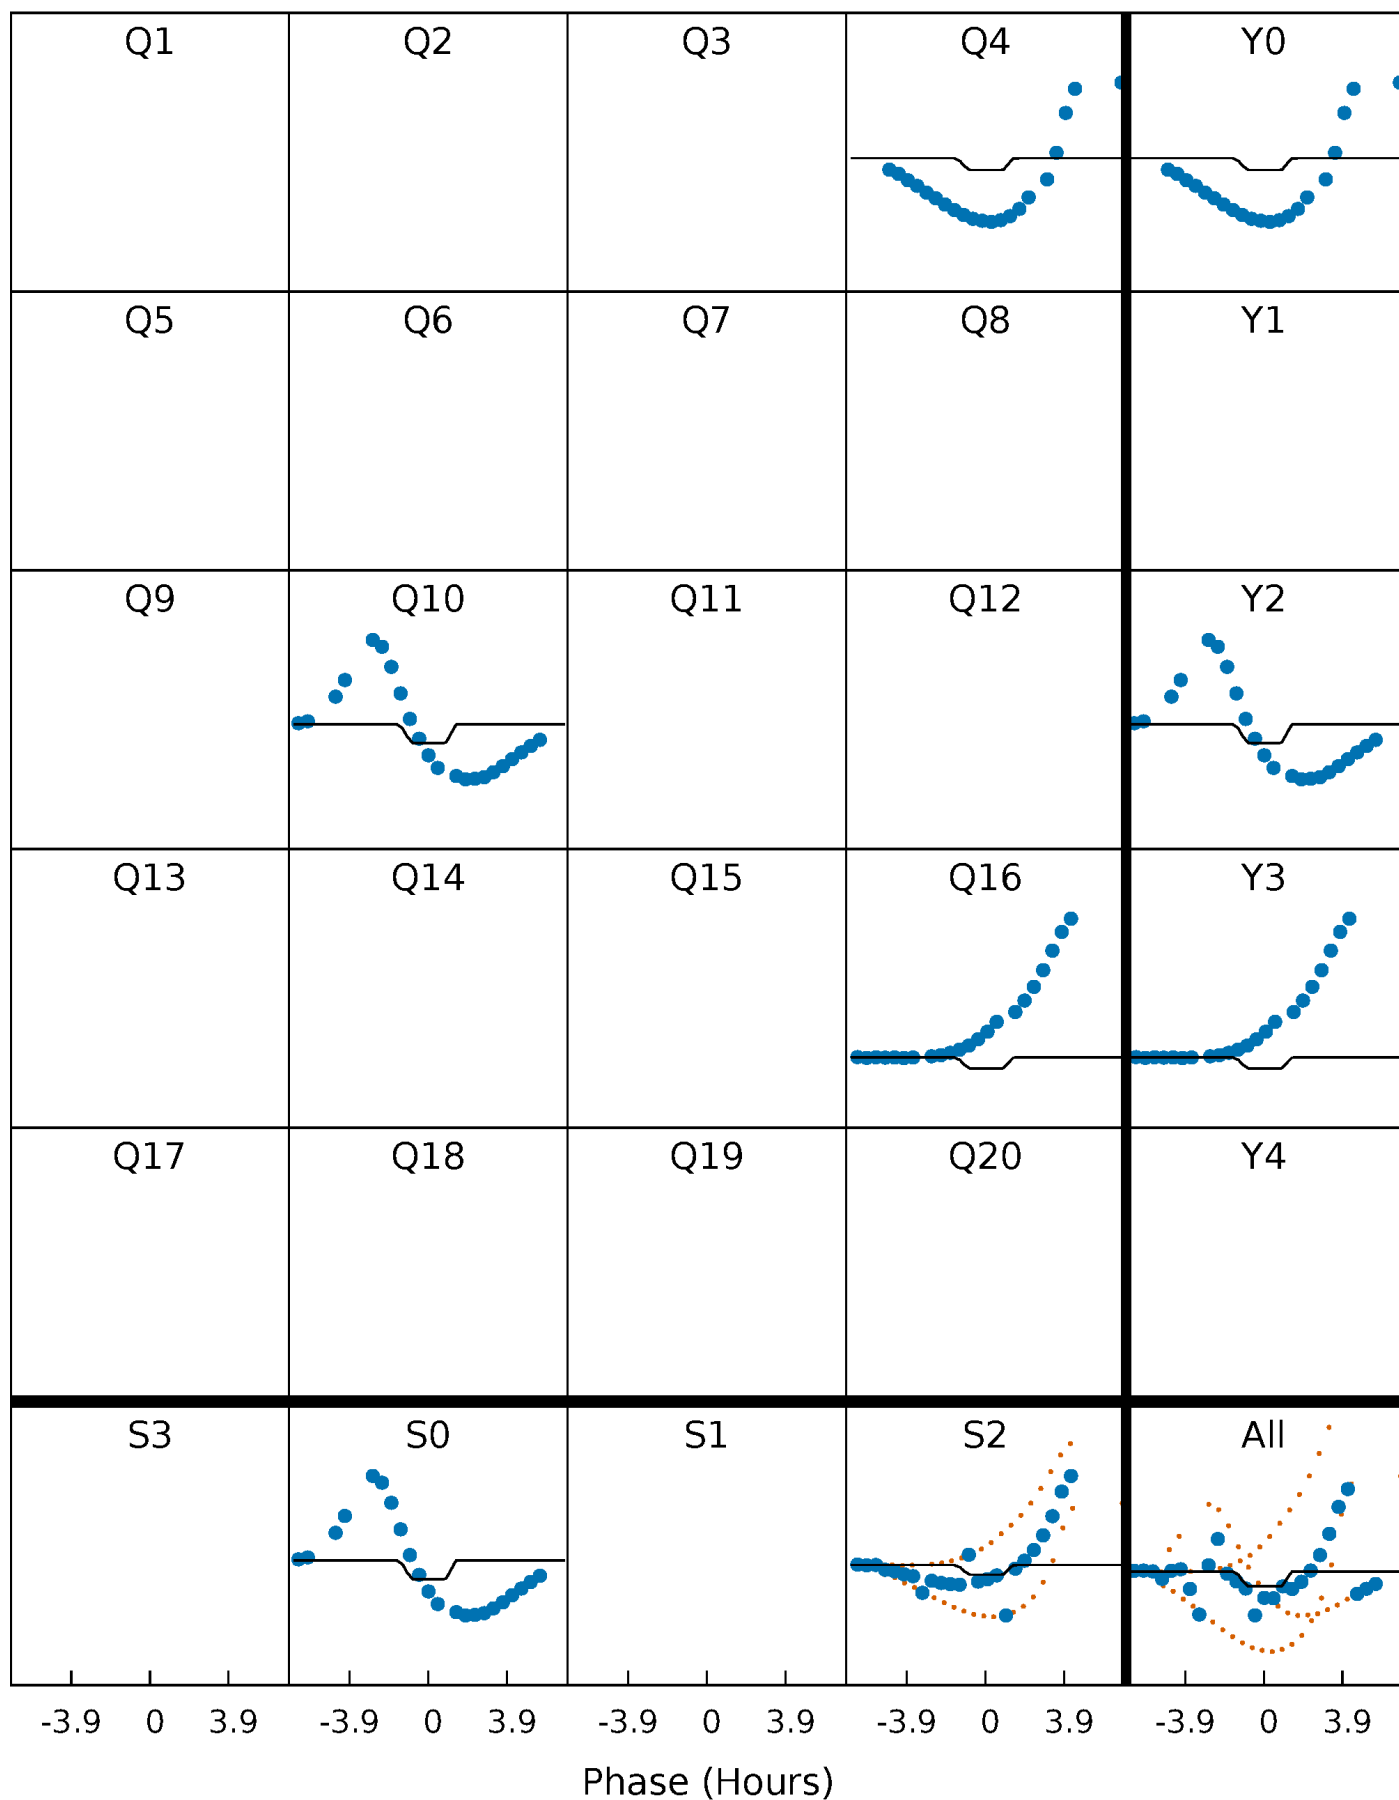 Q1 Q2 Q3 Q4 Y0
Q5 Q6 Q7 Q8 Y1
Q9 Q10 Q11 Q12 Y2
Q13 Q14 Q15 Q16 Y3
Q17 Q18 Q19 Q20 Y4
S3 S0 S1 S2 All
-3.9 0 3.9 -3.9 0 3.9 -3.9 0 3.9 -3.9 0 3.9 -3.9 0 3.9
Phase (Hours)